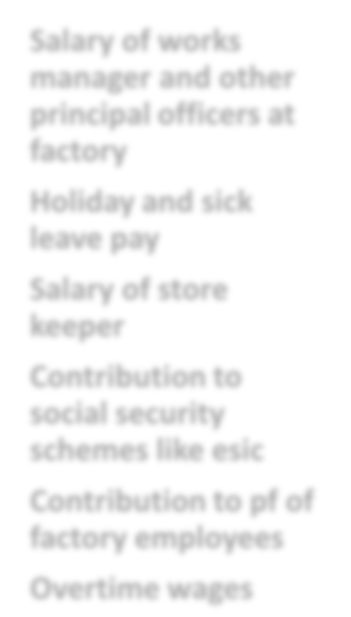 Salary of works
manager and other
principal officers at
factory
Holiday and sick
leave pay
Salary of store
keeper
Contribution to
social security
schemes like esic
Contribution to pf of
factory employees
Overtime wages